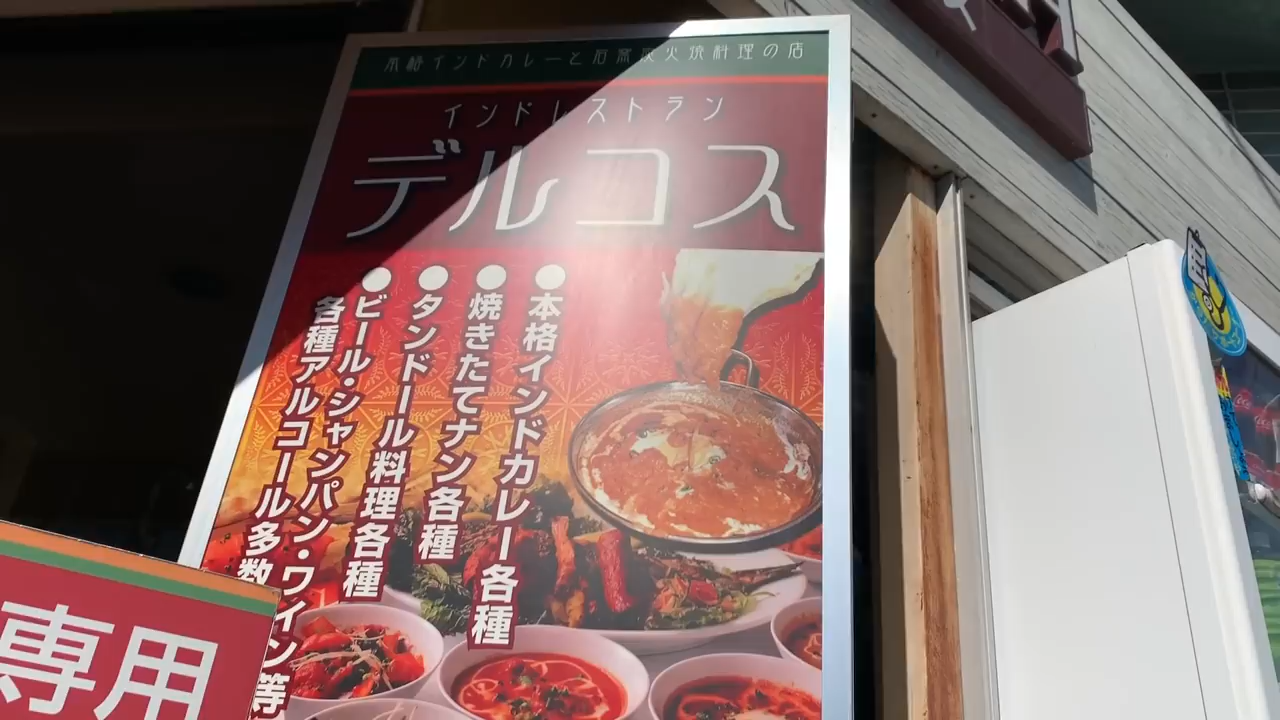 本格インドカレーと石窯炭火焼料理の店
インドレストラン
デルコス
●本格インドカレー各種
●焼きたてナン各種
●タンドール料理各種
●ビール・シャンパン・ワイン等
各種アルコール多数
専用